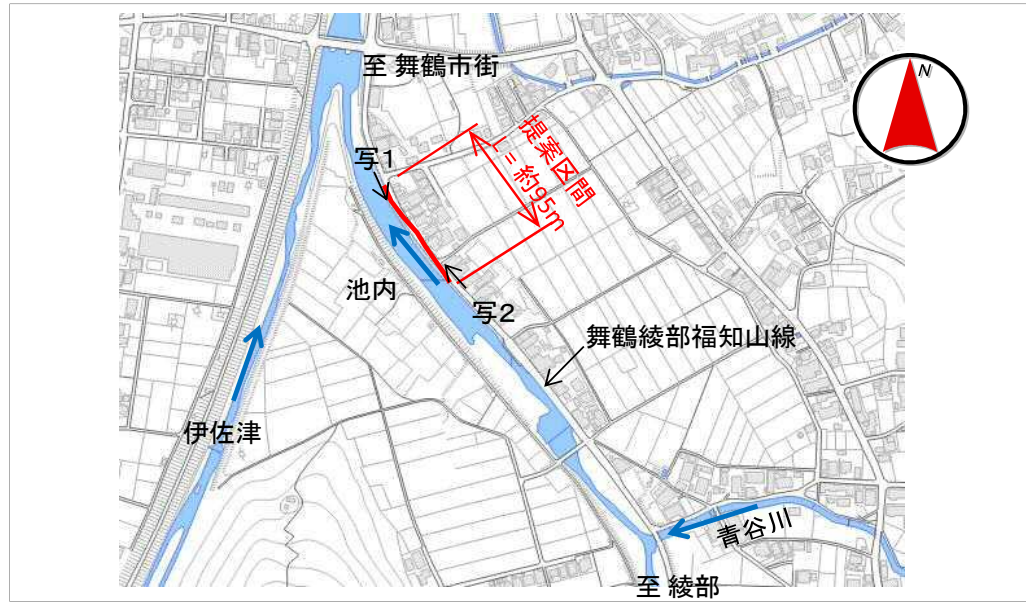 至 舞鶴市街
N
提案区間
L=約95m
写1
池内
写2
舞鶴綾部福知山線
伊佐津
青谷川
至 綾部